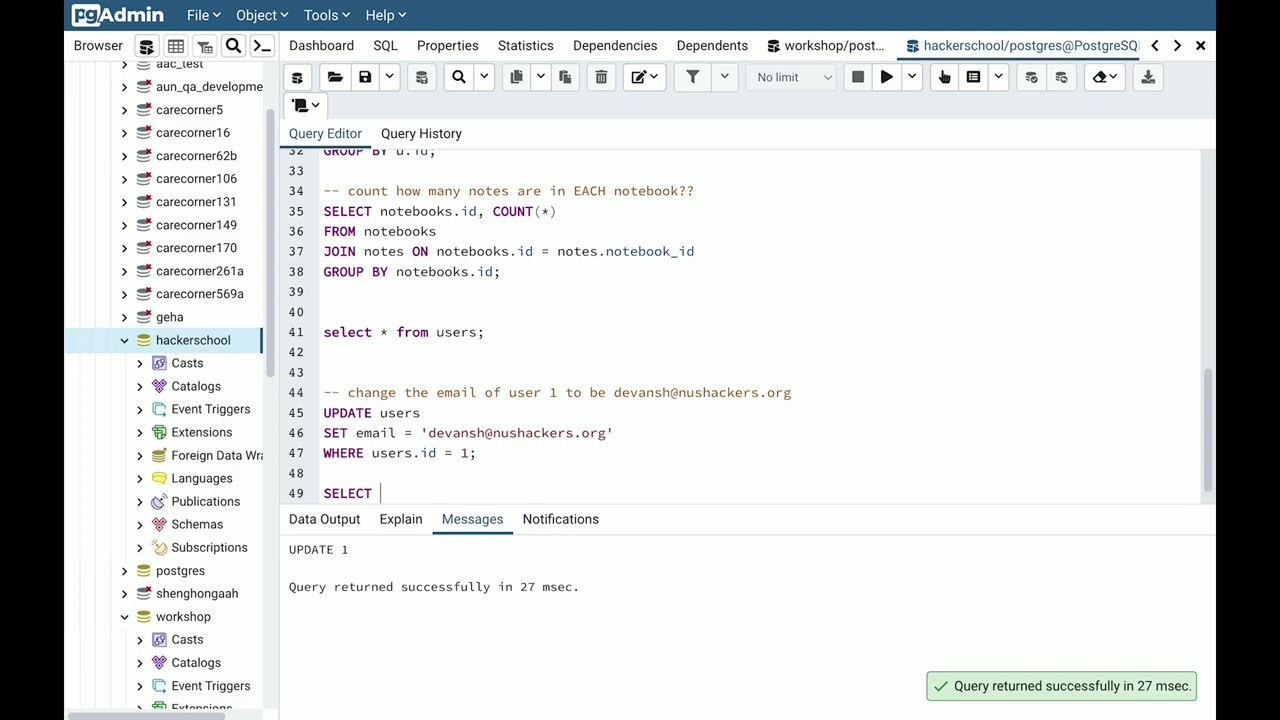 pgAdmin File Object Tools Help
Browser
Dashboard SQL Properties Statistics Dependencies Dependents workshop/post... hackerschool/postgres@PostgreSQ
No limit
Query Editor Query History
aac_test
aun_qa_developme
carecorner5
carecorner16
carecorner62b
carecorner106
carecorner131
carecorner149
carecorner170
carecorner261a
carecorner569a
geha
hackerschool
Casts
Catalogs
Event Triggers
Extensions
Foreign Data Wra
Languages
Publications
Schemas
Subscriptions
postgres
shenghongaah
workshop
Casts
Catalogs
Event Triggers
Extensions
32 GROUP BY u.id;
33
34 -- count how many notes are in EACH notebook??
35 SELECT notebooks.id, COUNT(*)
36 FROM notebooks
37 JOIN notes ON notebooks.id = notes.notebook_id
38 GROUP BY notebooks.id;
39
40
41 select * from users;
42
43
44 -- change the email of user 1 to be devansh@nushackers.org
45 UPDATE users
46 SET email = 'devansh@nushackers.org'
47 WHERE users.id = 1;
48
49 SELECT
Data Output Explain Messages Notifications
UPDATE 1
Query returned successfully in 27 msec.
Query returned successfully in 27 msec.